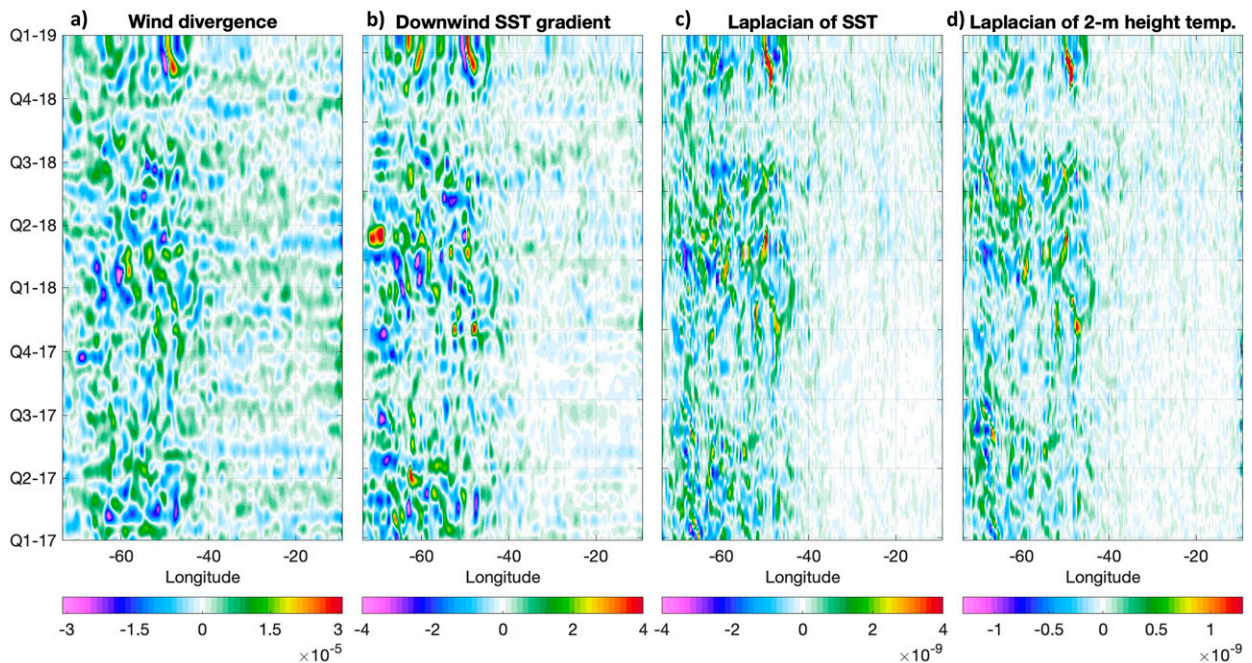 a) Wind divergence b) Downwind SST gradient c) Laplacian of SST d) Laplacian of 2-m height temp.
Q1-19
Q4-18
Q3-18
Q2-18
Q1-18
Q4-17
Q3-17
Q2-17
Q1-17
-60 -40 -20 -60 -40 -20 -60 -40 -20 -60 -40 -20
Longitude Longitude Longitude Longitude
-3 -1.5 0 1.5 3 -4 -2 0 2 4 -4 -2 0 2 4 -1 -0.5 0 0.5 1
×10⁻⁵ ×10⁻⁹ ×10⁻⁹